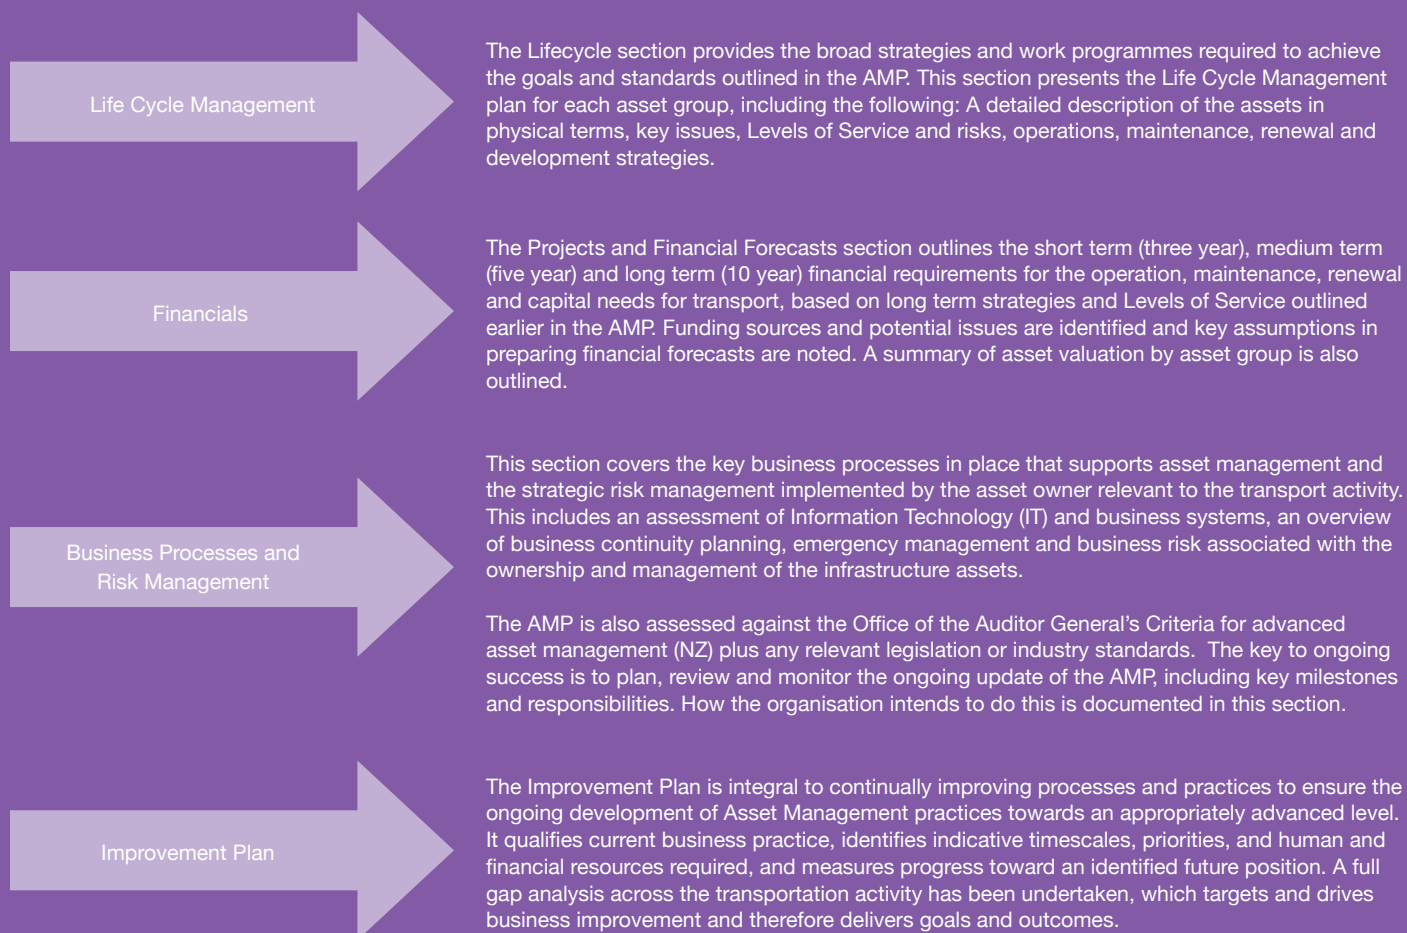 Life Cycle Management
The Lifecycle section provides the broad strategies and work programmes required to achieve
the goals and standards outlined in the AMP. This section presents the Life Cycle Management
plan for each asset group, including the following: A detailed description of the assets in
physical terms, key issues, Levels of Service and risks, operations, maintenance, renewal and
development strategies.
Financials
The Projects and Financial Forecasts section outlines the short term (three year), medium term
(five year) and long term (10 year) financial requirements for the operation, maintenance, renewal
and capital needs for transport, based on long term strategies and Levels of Service outlined
earlier in the AMP. Funding sources and potential issues are identified and key assumptions in
preparing financial forecasts are noted. A summary of asset valuation by asset group is also
outlined.
Business Processes and
Risk Management
This section covers the key business processes in place that supports asset management and
the strategic risk management implemented by the asset owner relevant to the transport activity.
This includes an assessment of Information Technology (IT) and business systems, an overview
of business continuity planning, emergency management and business risk associated with the
ownership and management of the infrastructure assets.
The AMP is also assessed against the Office of the Auditor General’s Criteria for advanced
asset management (NZ) plus any relevant legislation or industry standards.  The key to ongoing
success is to plan, review and monitor the ongoing update of the AMP, including key milestones
and responsibilities. How the organisation intends to do this is documented in this section.
Improvement Plan
The Improvement Plan is integral to continually improving processes and practices to ensure the
ongoing development of Asset Management practices towards an appropriately advanced level.
It qualifies current business practice, identifies indicative timescales, priorities, and human and
financial resources required, and measures progress toward an identified future position. A full
gap analysis across the transportation activity has been undertaken, which targets and drives
business improvement and therefore delivers goals and outcomes.